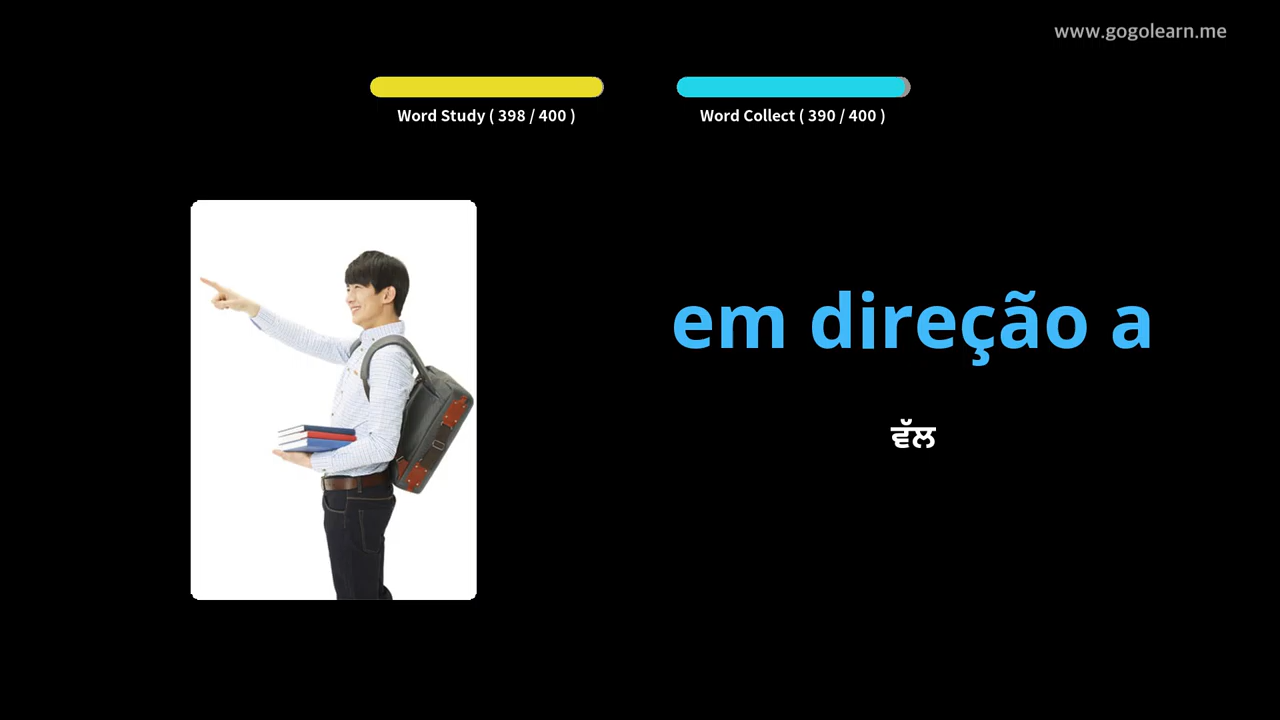 www.gogolearn.me
Word Study ( 398 / 400 )
Word Collect ( 390 / 400 )
em direção a
ਵੱਲ